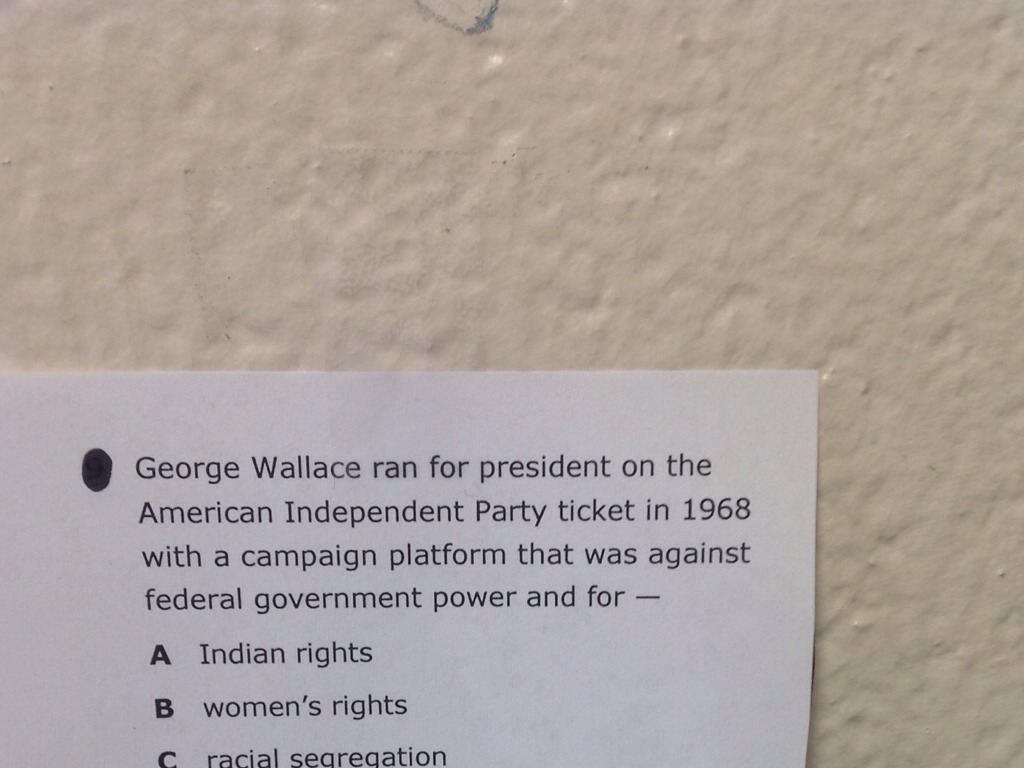 George Wallace ran for president on the
American Independent Party ticket in 1968
with a campaign platform that was against
federal government power and for —
A Indian rights
B women's rights
C racial segregation